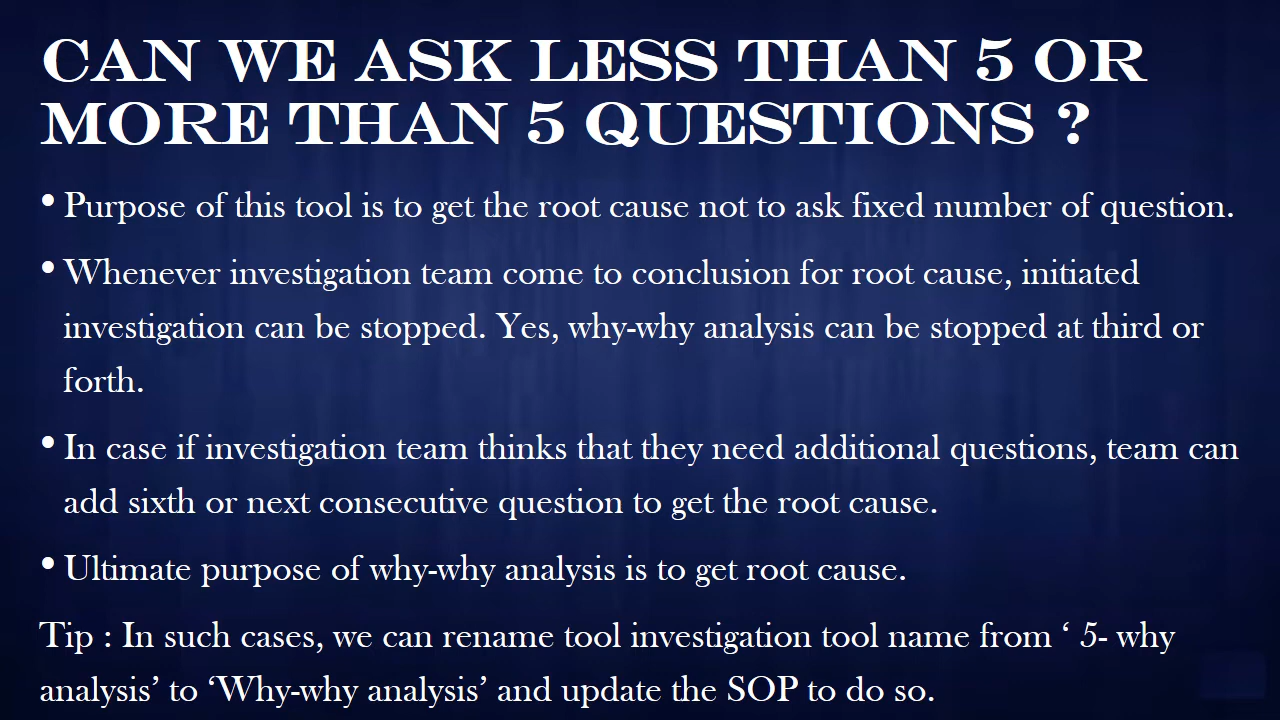 CAN WE ASK LESS THAN 5 OR
MORE THAN 5 QUESTIONS ?
• Purpose of this tool is to get the root cause not to ask fixed number of question.
• Whenever investigation team come to conclusion for root cause, initiated
investigation can be stopped. Yes, why-why analysis can be stopped at third or
forth.
• In case if investigation team thinks that they need additional questions, team can
add sixth or next consecutive question to get the root cause.
• Ultimate purpose of why-why analysis is to get root cause.
Tip : In such cases, we can rename tool investigation tool name from ‘ 5- why
analysis’ to ‘Why-why analysis’ and update the SOP to do so.